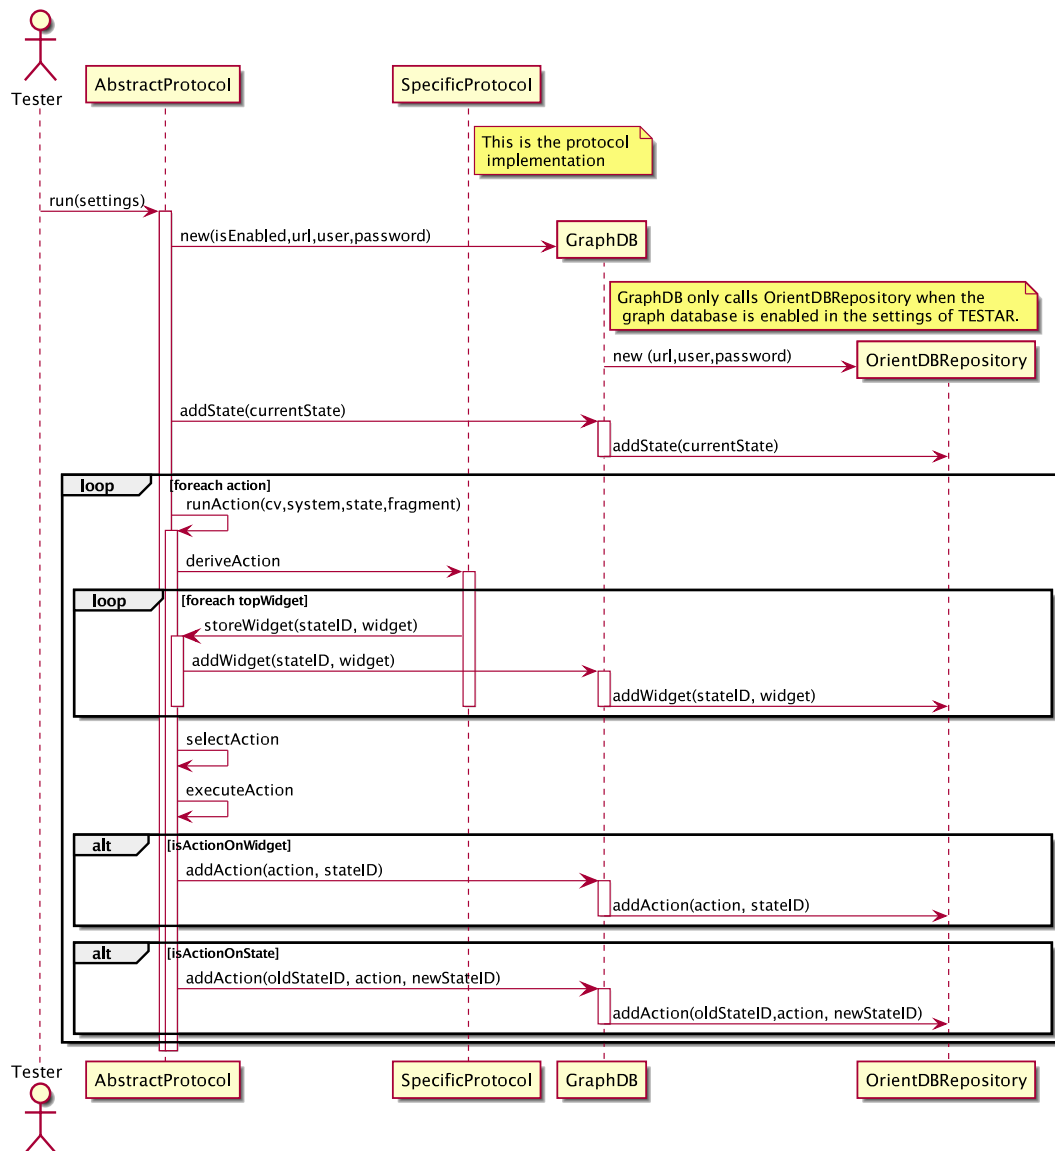 Tester
AbstractProtocol
SpecificProtocol
This is the protocol
implementation
run(settings)
new(isEnabled,url,user,password)
GraphDB
GraphDB only calls OrientDBRepository when the
graph database is enabled in the settings of TESTAR.
new (url,user,password)
OrientDBRepository
addState(currentState)
addState(currentState)
loop
[foreach action]
runAction(cv,system,state,fragment)
deriveAction
loop
[foreach topWidget]
storeWidget(stateID, widget)
addWidget(stateID, widget)
addWidget(stateID, widget)
selectAction
executeAction
alt
[isActionOnWidget]
addAction(action, stateID)
addAction(action, stateID)
alt
[isActionOnState]
addAction(oldStateID, action, newStateID)
addAction(oldStateID,action, newStateID)
Tester
AbstractProtocol
SpecificProtocol
GraphDB
OrientDBRepository